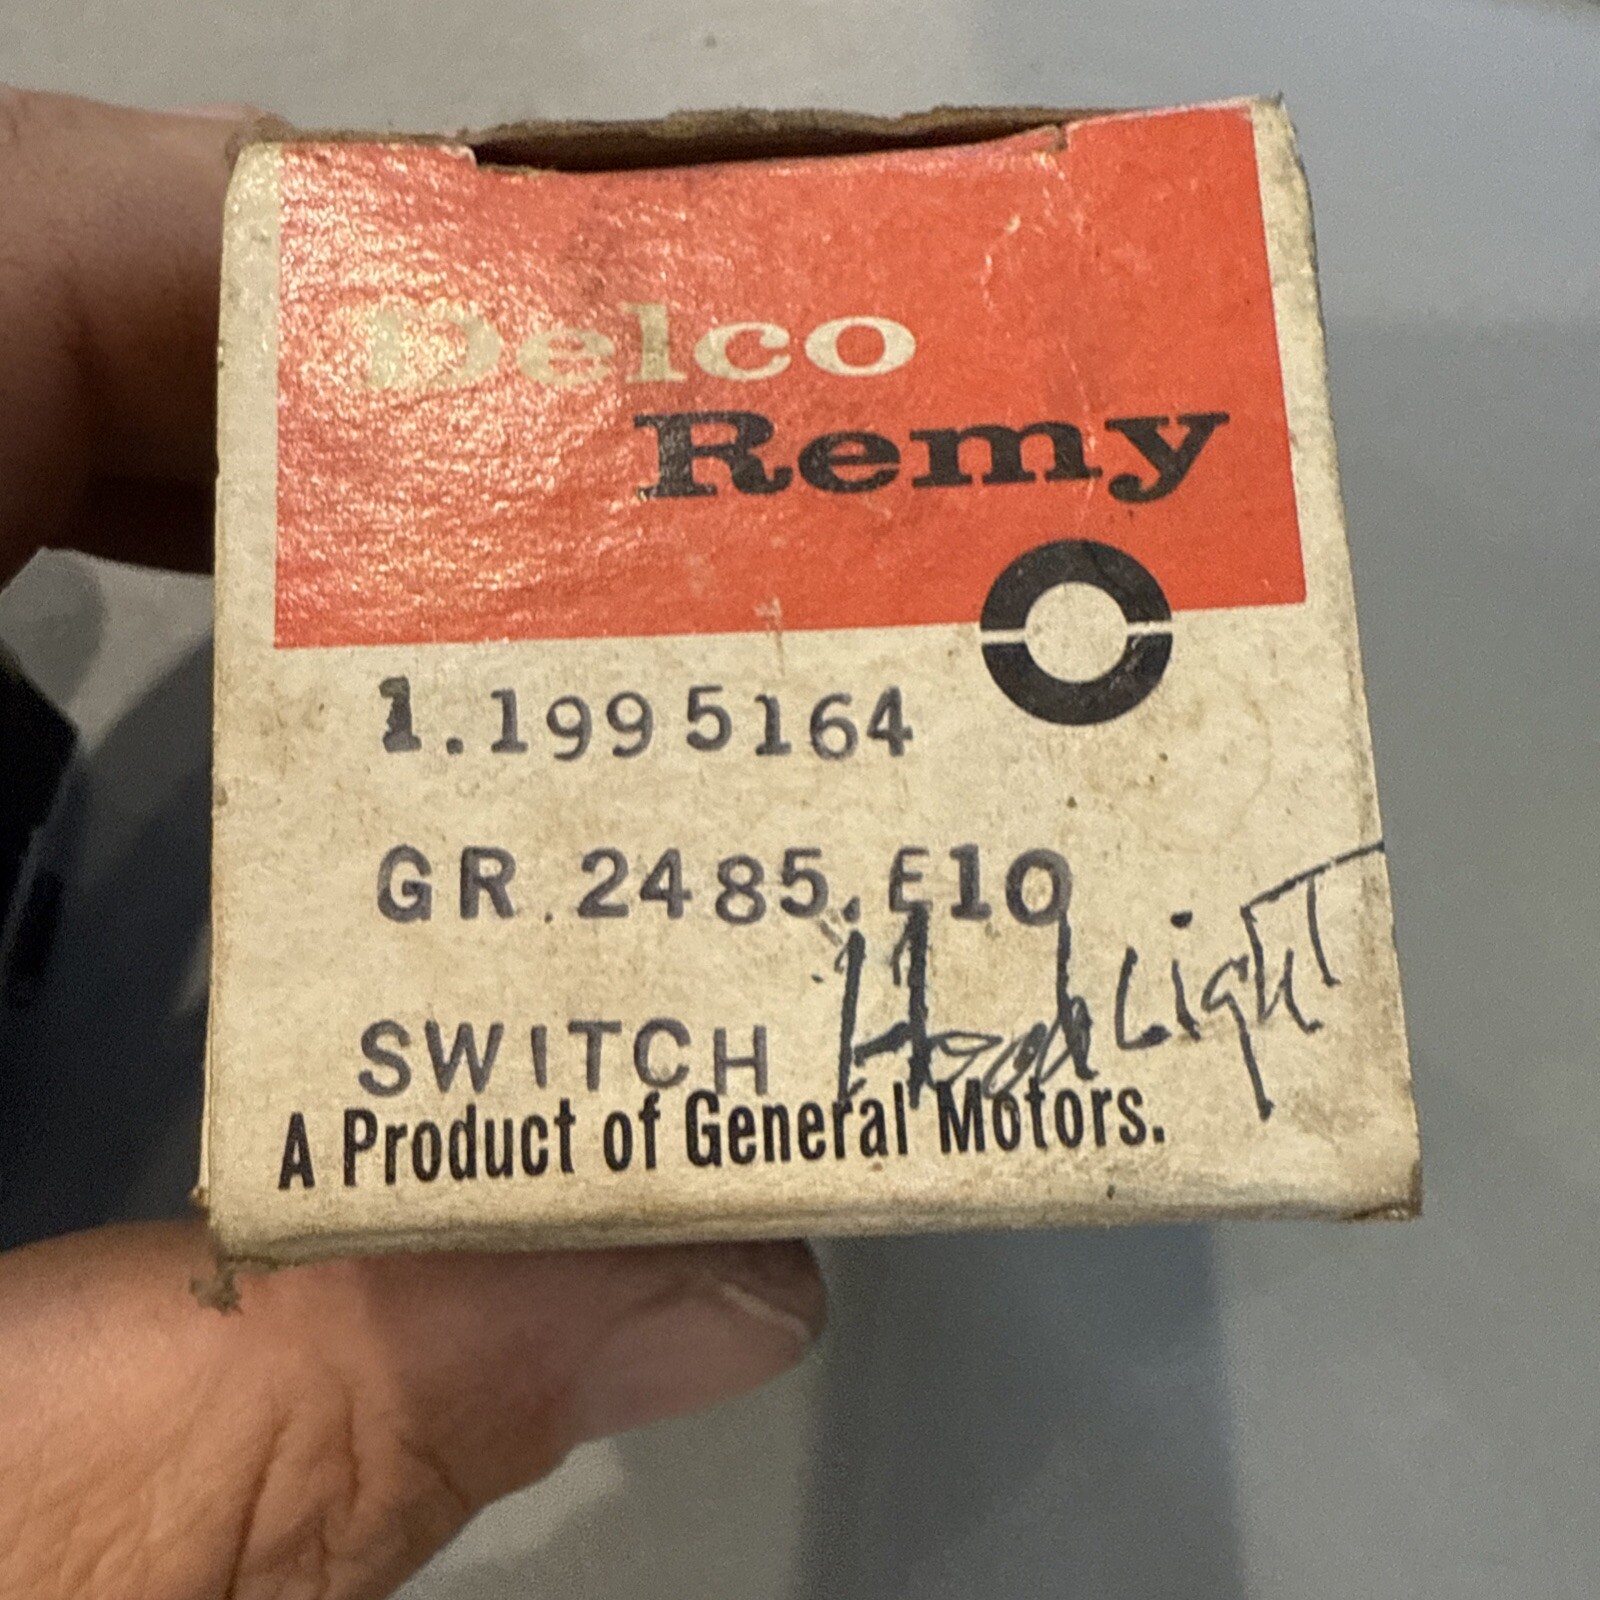 Delco
Remy
1.1995164
GR.2485.E10
SWITCH HeadLight
A Product of General Motors.